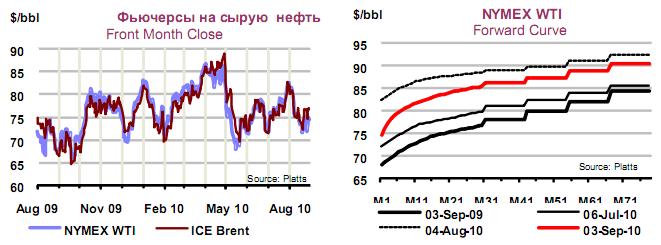 $/bbl
Фьючерсы на сырую нефть
Front Month Close
90
85
80
75
70
65
60
Source: Platts
Aug 09 Nov 09 Feb 10 May 10 Aug 10
NYMEX WTI ICE Brent
$/bbl
NYMEX WTI
Forward Curve
95
90
85
80
75
70
65
Source: Platts
M1 M11 M21 M31 M41 M51 M61 M71
03-Sep-09 06-Jul-10
04-Aug-10 03-Sep-10